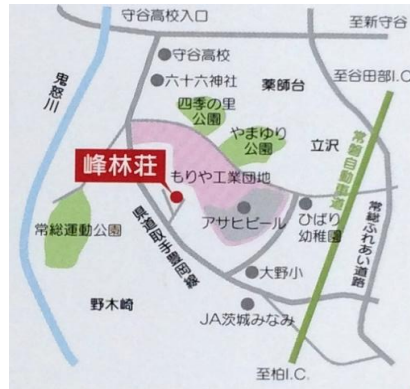 守谷高校入口
至新守谷
守谷高校
六十六神社
薬師台
至谷田部I.C.
鬼怒川
四季の里
公園
やまゆり
公園
立沢
常磐自動車道
峰林荘
もりや工業団地
アサヒビール
ひばり
幼稚園
常総ふれあい道路
常総運動公園
県道取手豊岡線
大野小
野木崎
JA茨城みなみ
至柏I.C.